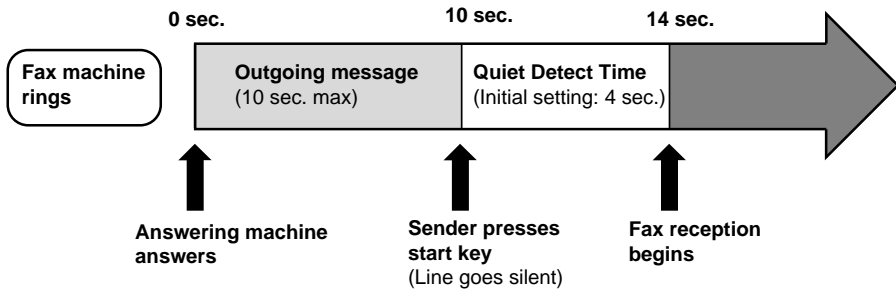 0 sec.
10 sec.
14 sec.
Fax machine
rings
Outgoing message
(10 sec. max)
Quiet Detect Time
(Initial setting: 4 sec.)
Answering machine
answers
Sender presses
start key
(Line goes silent)
Fax reception
begins